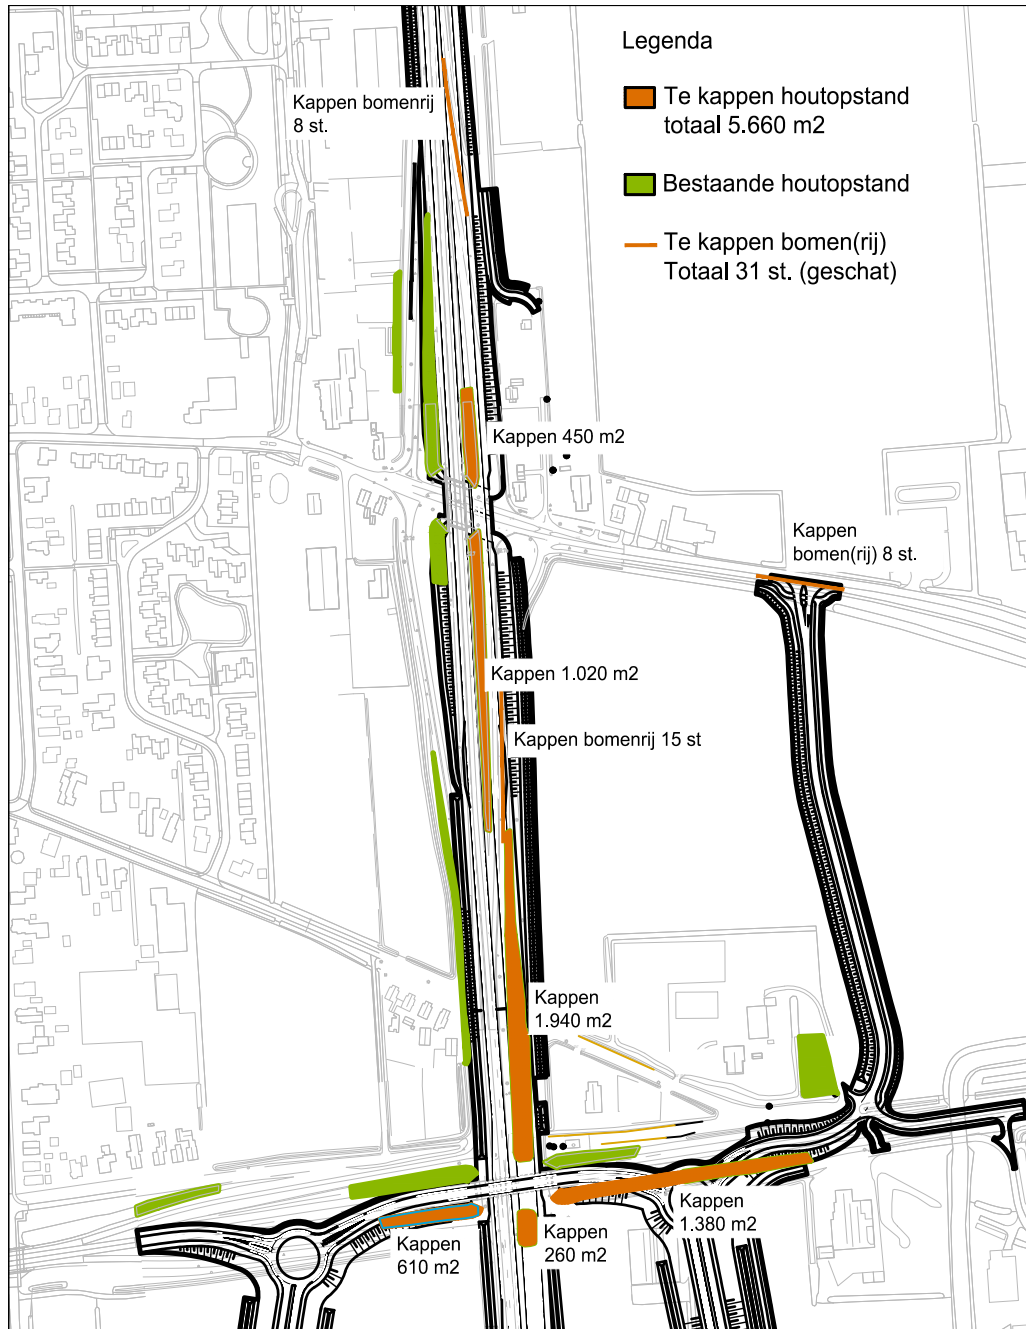 Legenda
Te kappen houtopstand
totaal 5.660 m2
Bestaande houtopstand
Te kappen bomen(rij)
Totaal 31 st. (geschat)
Kappen bomenrij
8 st.
Kappen 450 m2
Kappen
bomen(rij) 8 st.
Kappen 1.020 m2
Kappen bomenrij 15 st
Kappen
1.940 m2
Kappen
1.380 m2
Kappen
260 m2
Kappen
610 m2